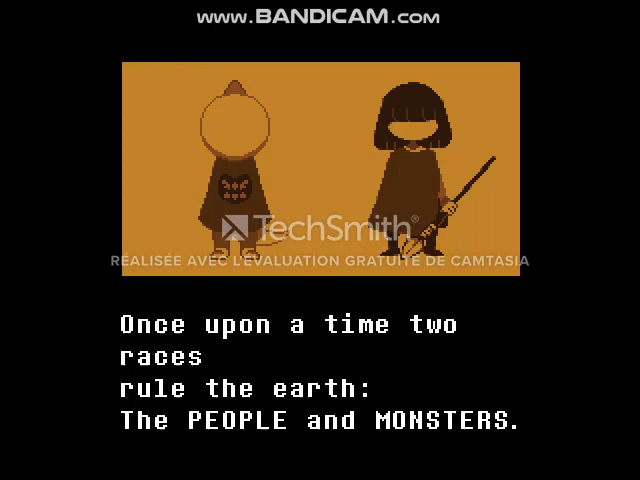 www.BANDICAM.com
TechSmith®
RÉALISÉE AVEC L'ÉVALUATION GRATUITE DE CAMTASIA
Once upon a time two
races
rule the earth:
The PEOPLE and MONSTERS.